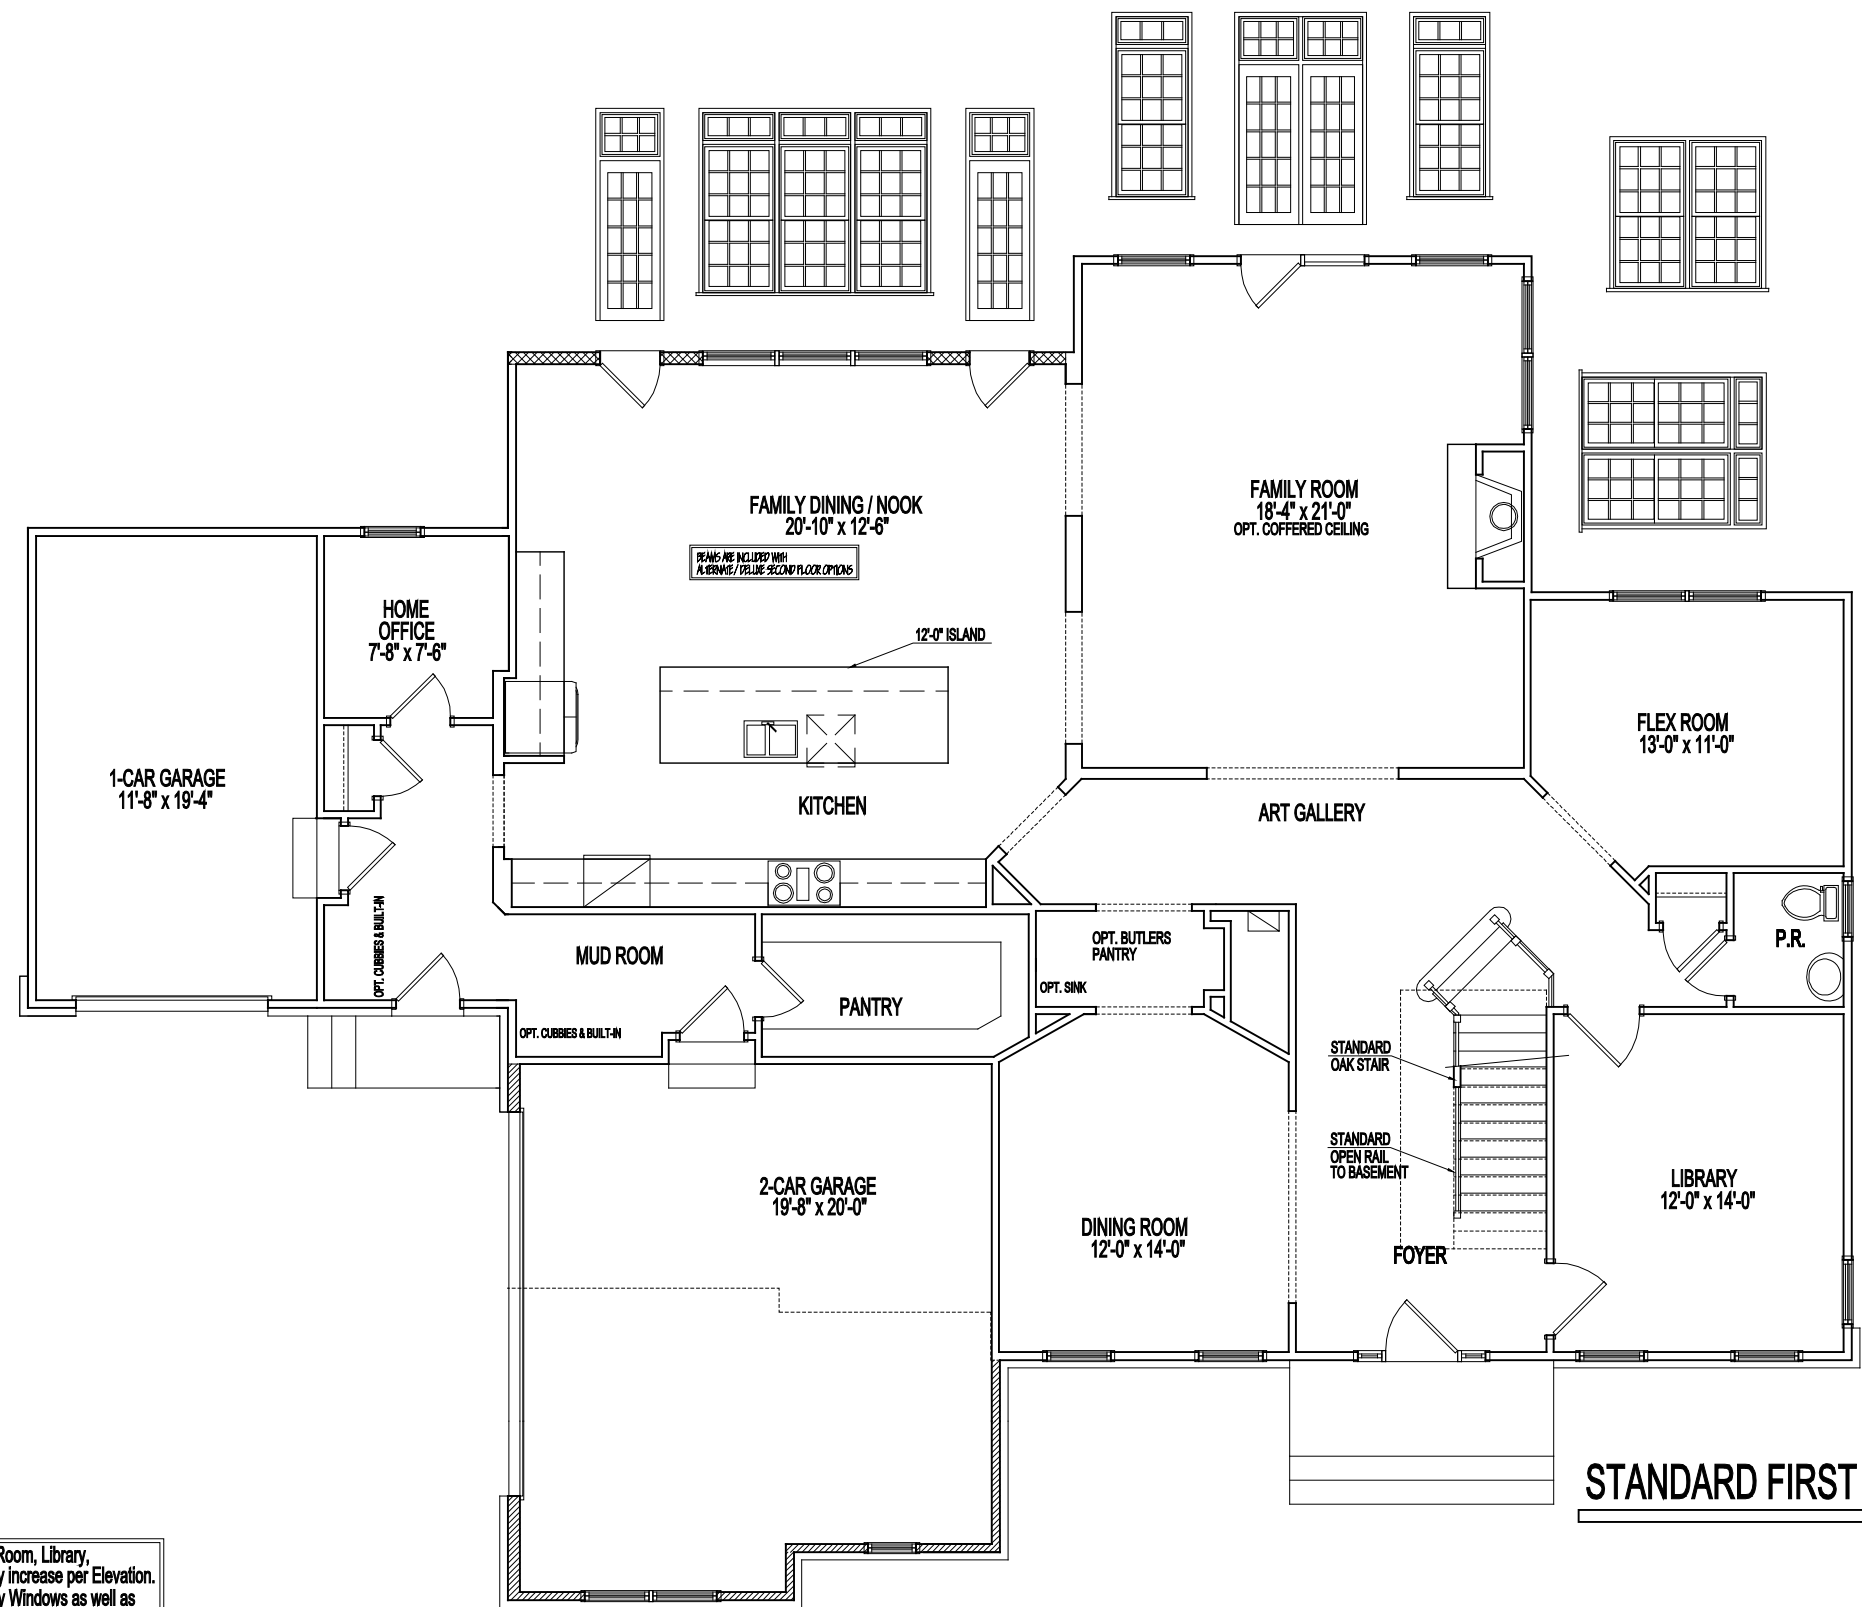 FAMILY DINING / NOOK
20'-10" x 12'-6"
BEAMS ARE INCLUDED WITH
ALTERNATE / DELUXE SECOND FLOOR OPTIONS
FAMILY ROOM
18'-4" x 21'-0"
OPT. COFFERED CEILING
HOME
OFFICE
7'-8" x 7'-6"
12'-0" ISLAND
FLEX ROOM
13'-0" x 11'-0"
1-CAR GARAGE
11'-8" x 19'-4"
KITCHEN
ART GALLERY
OPT. CUBBIES & BUILT-IN
MUD ROOM
OPT. BUTLERS
PANTRY
P.R.
OPT. SINK
PANTRY
OPT. CUBBIES & BUILT-IN
STANDARD
OAK STAIR
STANDARD
OPEN RAIL
TO BASEMENT
2-CAR GARAGE
19'-8" x 20'-0"
LIBRARY
12'-0" x 14'-0"
DINING ROOM
12'-0" x 14'-0"
FOYER
STANDARD FIRST
Room, Library,
y increase per Elevation.
y Windows as well as